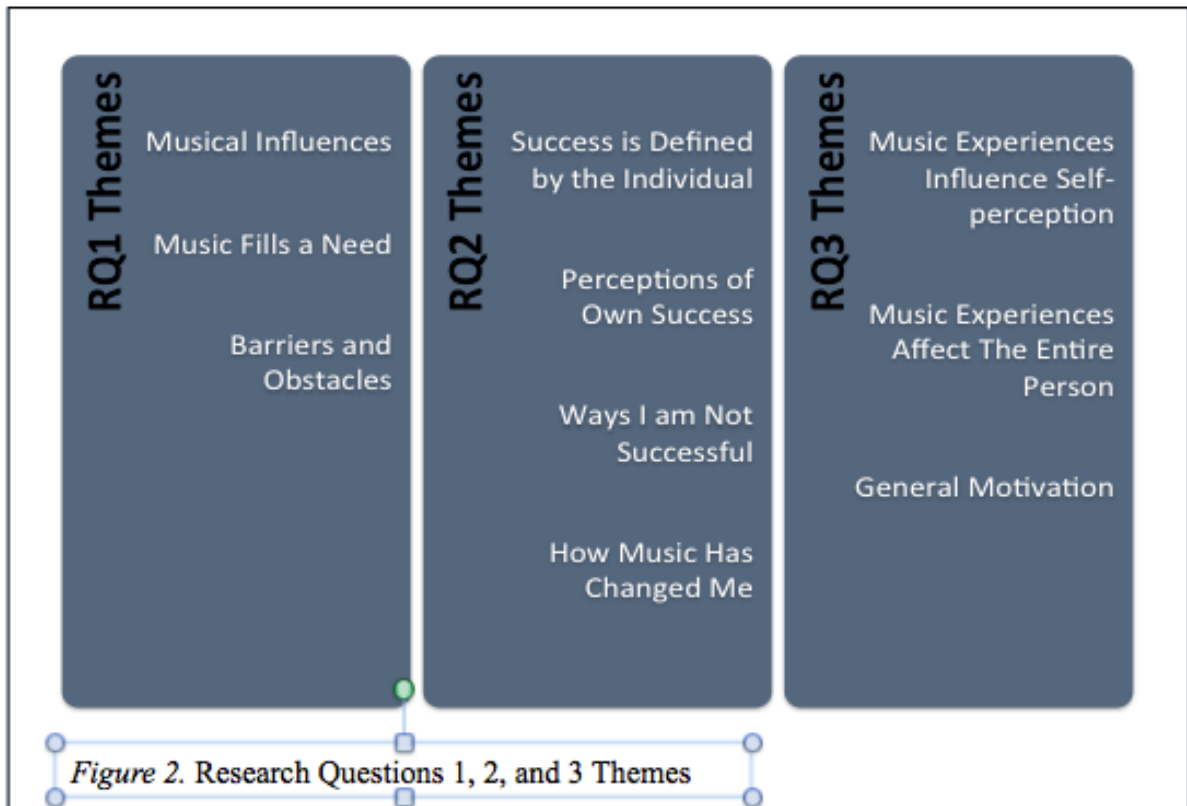 RQ1 Themes
Musical Influences
Music Fills a Need
Barriers and
Obstacles
RQ2 Themes
Success is Defined
by the Individual
Perceptions of
Own Success
Ways I am Not
Successful
How Music Has
Changed Me
RQ3 Themes
Music Experiences
Influence Self-
perception
Music Experiences
Affect The Entire
Person
General Motivation
Figure 2. Research Questions 1, 2, and 3 Themes